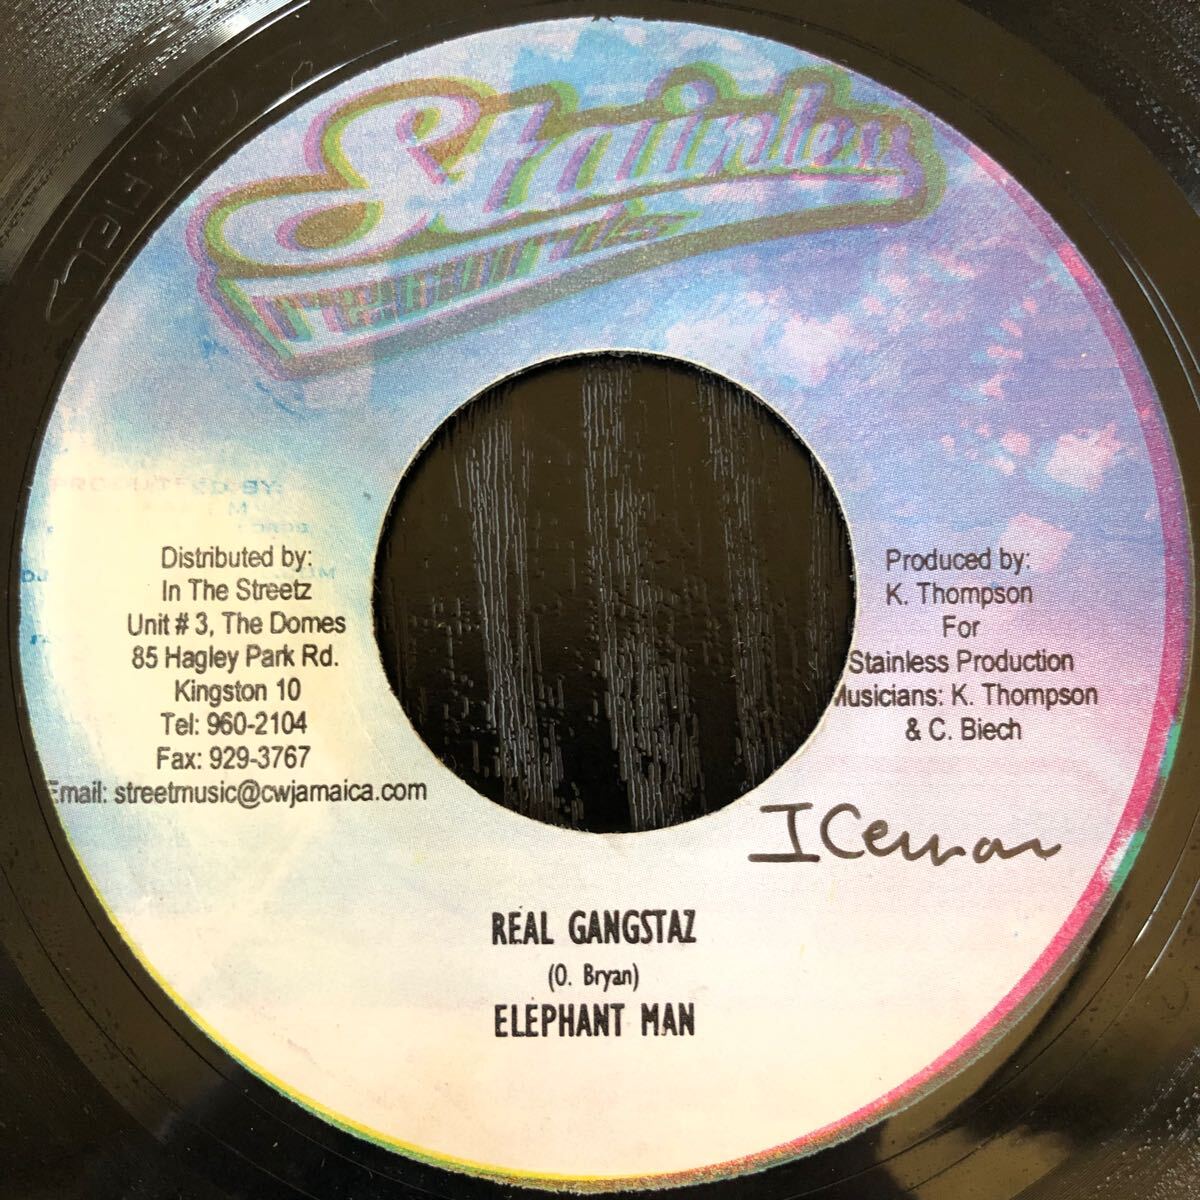 Stainless
records
Distributed by:
In The Streetz
Unit # 3, The Domes
85 Hagley Park Rd.
Kingston 10
Tel: 960-2104
Fax: 929-3767
Email: streetmusic@cwjamaica.com
Produced by:
K. Thompson
For
Stainless Production
Musicians: K. Thompson
& C. Biech
ICeman
REAL GANGSTAZ
(O. Bryan)
ELEPHANT MAN